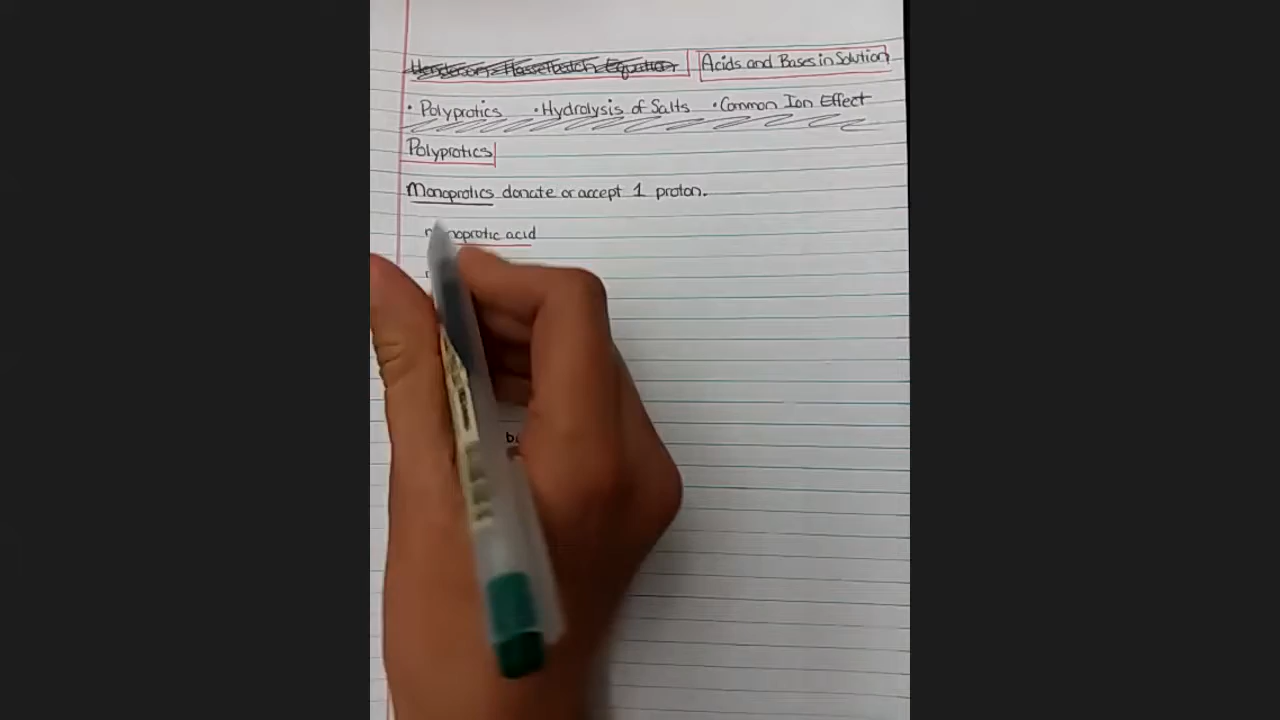 Henderson-Hasselbalch Equation Acids and Bases in Solution
• Polyprotics • Hydrolysis of Salts • Common Ion Effect
Polyprotics
Monoprotics donate or accept 1 proton.
acid